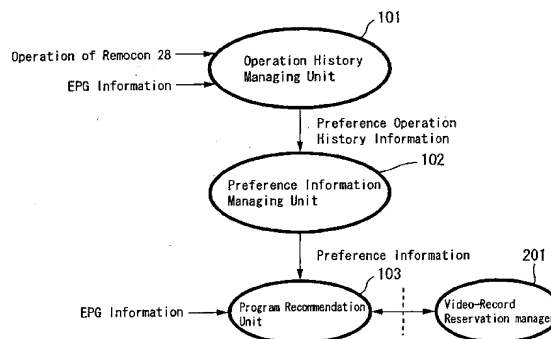 101
Operation of Remocon 28
Operation History
Managing Unit
EPG Information
Preference Operation
History Information
102
Preference Information
Managing Unit
Preference Information
201
103
EPG Information
Program Recommendation
Unit
Video-Record
Reservation manager